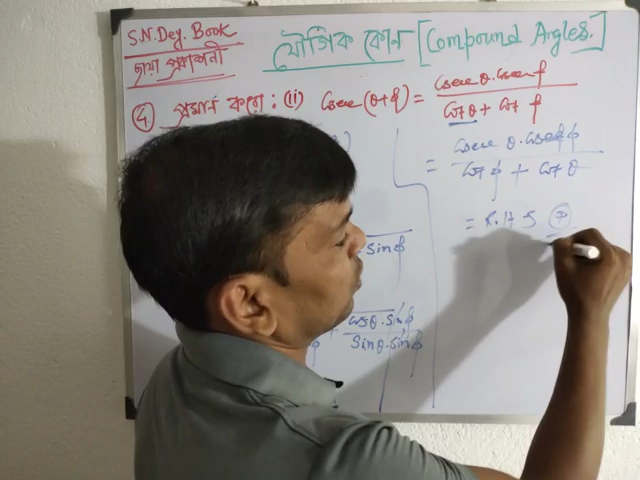 S.N.Dey. Book
ছায়া প্রকাশনী
যৌগিক কোন [Compound Angles.]
④ প্রমান করো : (ii) Cosec (θ+ϕ) = Cosec θ. Cosec ϕ / Cot θ + Cot ϕ
= Cosec θ. Cosec ϕ / Cot ϕ + Cot θ
= R.H.S
sinϕ
+ Cosθ.Sinϕ / Sinθ.Sinϕ